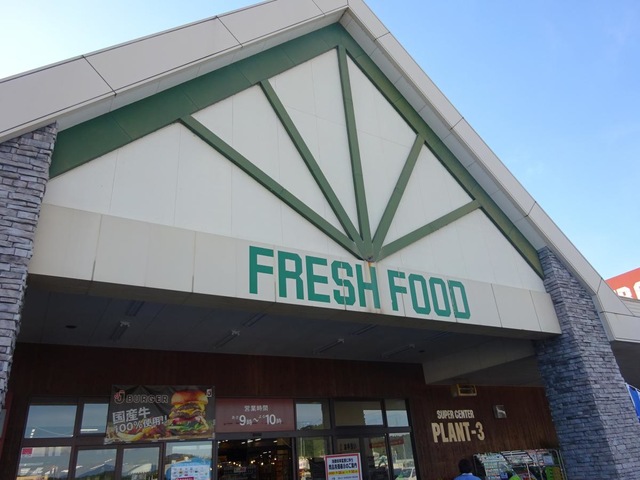 FRESH FOOD
BURGER
国産牛
100%使用!!
営業時間
9時 10時
SUPER CENTER
PLANT-3